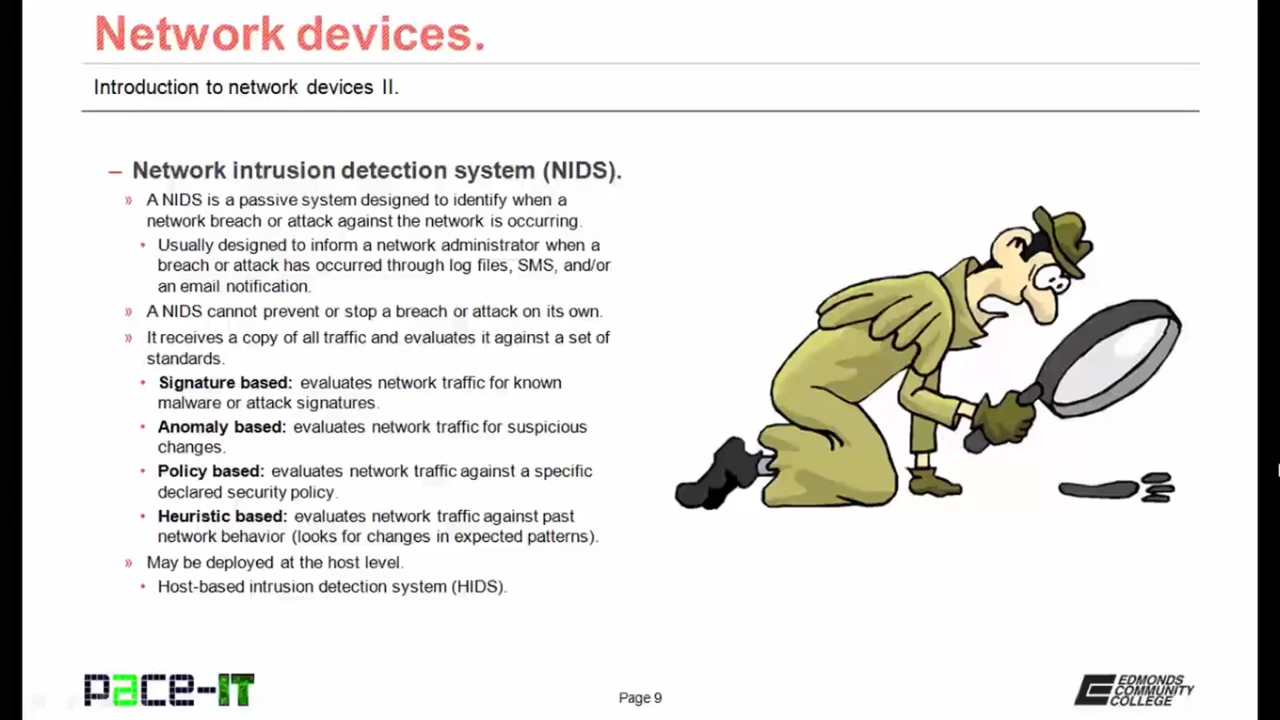 Network devices.
Introduction to network devices II.
– Network intrusion detection system (NIDS).
» A NIDS is a passive system designed to identify when a
network breach or attack against the network is occurring.
• Usually designed to inform a network administrator when a
breach or attack has occurred through log files, SMS, and/or
an email notification.
» A NIDS cannot prevent or stop a breach or attack on its own.
» It receives a copy of all traffic and evaluates it against a set of
standards.
• Signature based: evaluates network traffic for known
malware or attack signatures.
• Anomaly based: evaluates network traffic for suspicious
changes.
• Policy based: evaluates network traffic against a specific
declared security policy.
• Heuristic based: evaluates network traffic against past
network behavior (looks for changes in expected patterns).
» May be deployed at the host level.
• Host-based intrusion detection system (HIDS).
pace-IT
Page 9
EDMONDS
COMMUNITY
COLLEGE